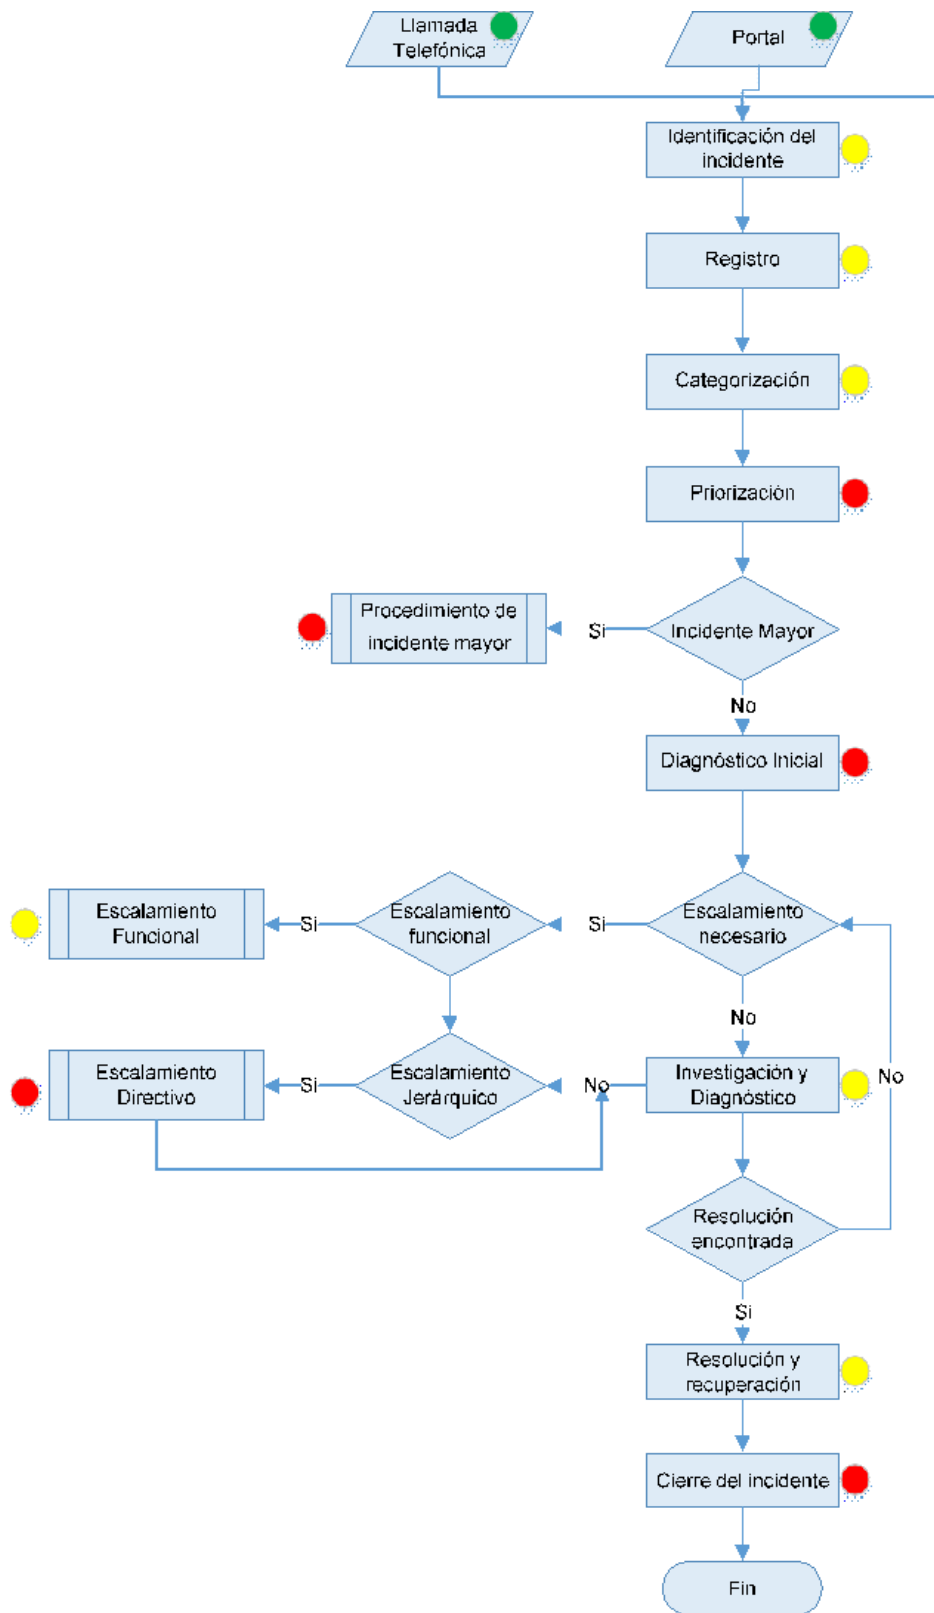 Llamada
Telefónica
Portal
Identificación del
incidente
Registro
Categorización
Priorización
Procedimiento de
incidente mayor
Si
Incidente Mayor
No
Diagnóstico Inicial
Escalamiento
Funcional
Si
Escalamiento
funcional
Si
Escalamiento
necesario
No
Escalamiento
Directivo
Si
Escalamiento
Jerárquico
No
Investigación y
Diagnóstico
No
Resolución
encontrada
Si
Resolución y
recuperación
Cierre del incidente
Fin